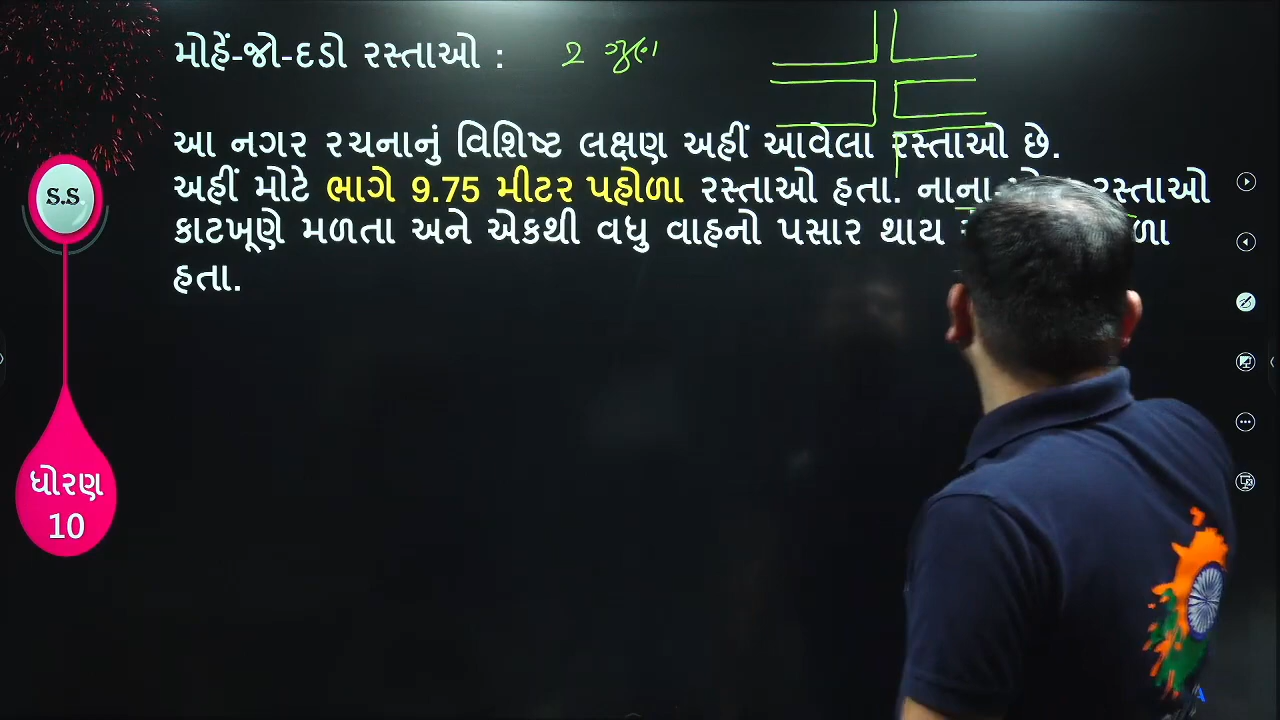 મોહેં-જો-દડો રસ્તાઓ : ૨ ગુણ
આ નગર રચનાનું વિશિષ્ટ લક્ષણ અહીં આવેલા રસ્તાઓ છે.
અહીં મોટે ભાગે 9.75 મીટર પહોળા રસ્તાઓ હતા. નાના રસ્તાઓ
કાટખૂણે મળતા અને એકથી વધુ વાહનો પસાર થાય
હતા.
S.S.
ધોરણ
10